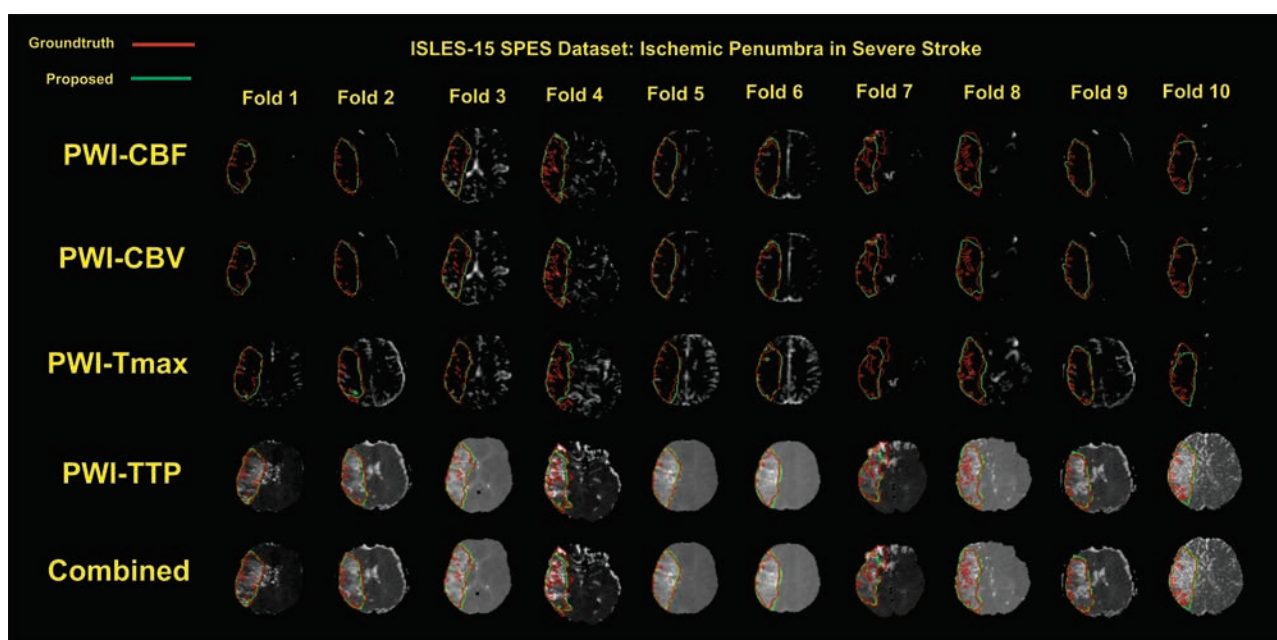 Groundtruth
ISLES-15 SPES Dataset: Ischemic Penumbra in Severe Stroke
Proposed
Fold 1 Fold 2 Fold 3 Fold 4 Fold 5 Fold 6 Fold 7 Fold 8 Fold 9 Fold 10
PWI-CBF
PWI-CBV
PWI-Tmax
PWI-TTP
Combined